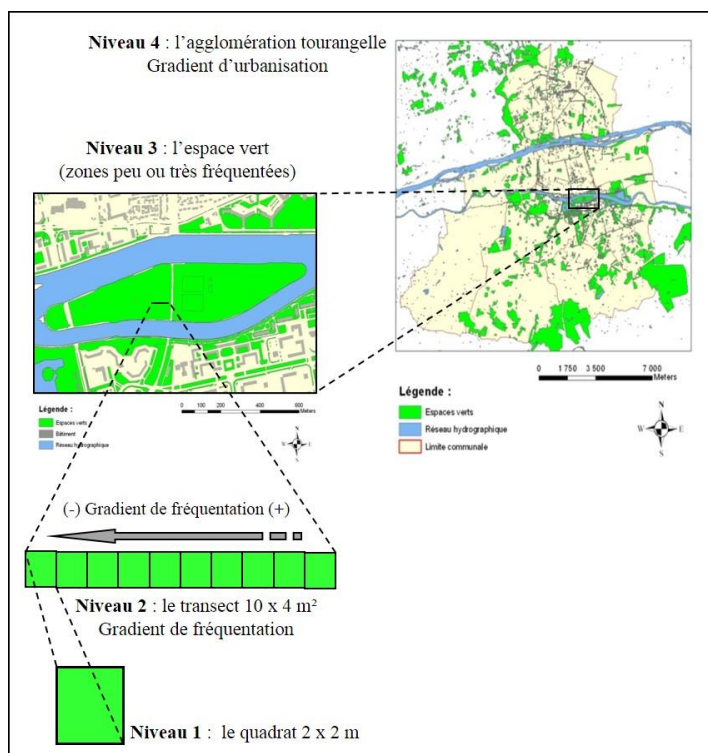 Niveau 4 : l'agglomération tourangelle
Gradient d'urbanisation
Niveau 3 : l'espace vert
(zones peu ou très fréquentées)
0 1 750 3 500 7 000
Meters
Légende :
Espaces verts
Réseau hydrographique
Limite communale
N
W E
S
0 100 200 400 600
Meters
Légende :
Espaces verts
Bâtiment
Réseau hydrographique
N
W E
S
(-) Gradient de fréquentation (+)
Niveau 2 : le transect 10 x 4 m²
Gradient de fréquentation
Niveau 1 : le quadrat 2 x 2 m